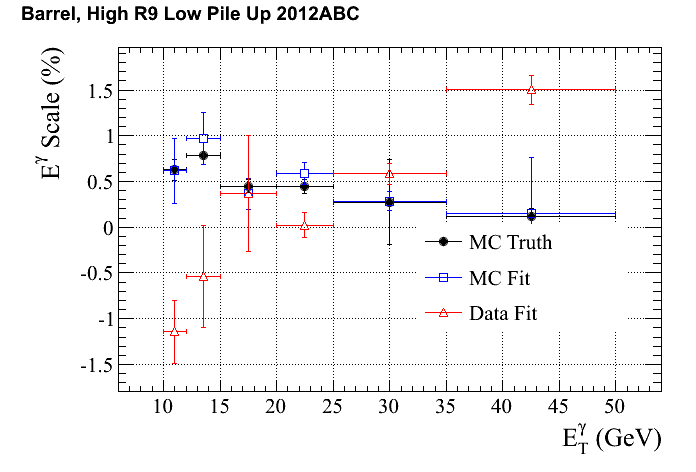 Barrel, High R9 Low Pile Up 2012ABC
E^γ Scale (%)
1.5
1
0.5
0
-0.5
-1
-1.5
MC Truth
MC Fit
Data Fit
10 15 20 25 30 35 40 45 50
E_T^γ (GeV)